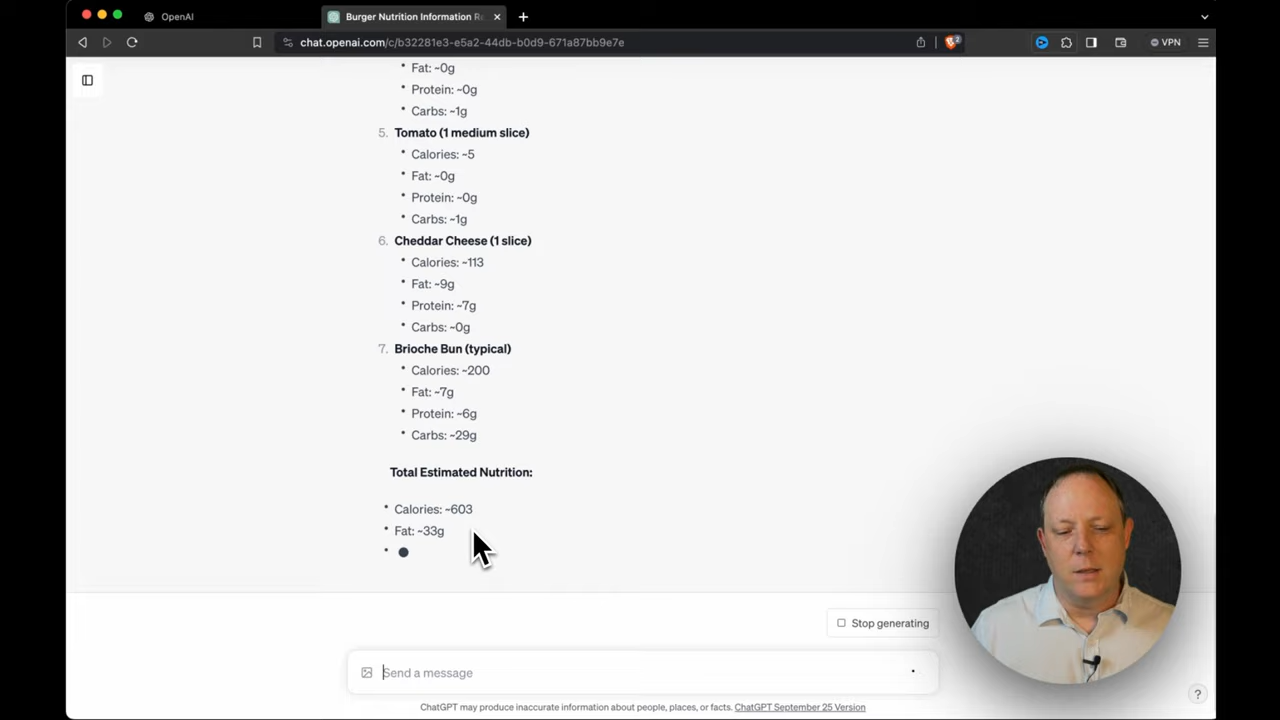 OpenAI
Burger Nutrition Information Re
chat.openai.com/c/b32281e3-e5a2-44db-b0d9-671a87bb9e7e
2
VPN
• Fat: ~0g
• Protein: ~0g
• Carbs: ~1g
5. Tomato (1 medium slice)
• Calories: ~5
• Fat: ~0g
• Protein: ~0g
• Carbs: ~1g
6. Cheddar Cheese (1 slice)
• Calories: ~113
• Fat: ~9g
• Protein: ~7g
• Carbs: ~0g
7. Brioche Bun (typical)
• Calories: ~200
• Fat: ~7g
• Protein: ~6g
• Carbs: ~29g
Total Estimated Nutrition:
• Calories: ~603
• Fat: ~33g
•
Stop generating
Send a message
ChatGPT may produce inaccurate information about people, places, or facts. ChatGPT September 25 Version
?